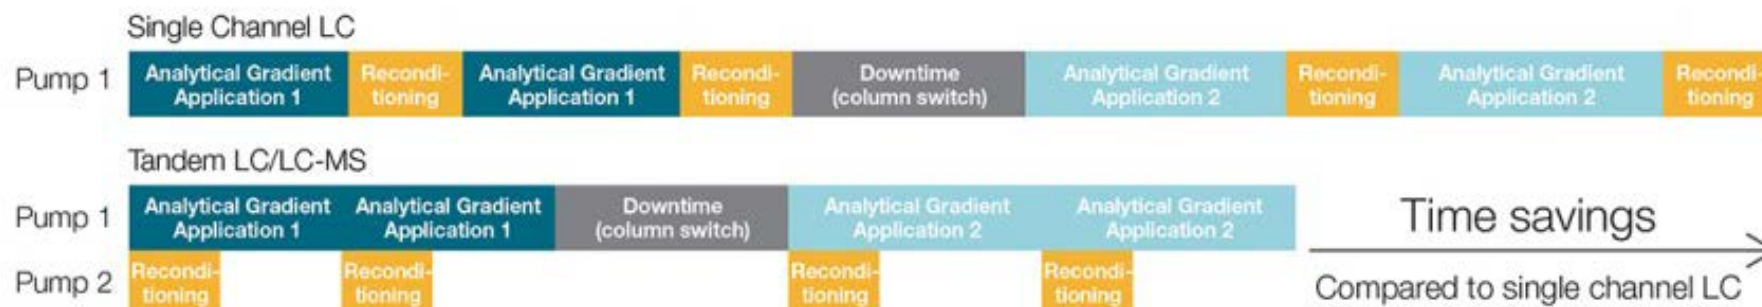 Single Channel LC
Pump 1
Analytical Gradient
Application 1
Recondi-
tioning
Analytical Gradient
Application 1
Recondi-
tioning
Downtime
(column switch)
Analytical Gradient
Application 2
Recondi-
tioning
Analytical Gradient
Application 2
Recondi-
tioning
Tandem LC/LC-MS
Pump 1
Analytical Gradient
Application 1
Analytical Gradient
Application 1
Downtime
(column switch)
Analytical Gradient
Application 2
Analytical Gradient
Application 2
Time savings
Pump 2
Recondi-
tioning
Recondi-
tioning
Recondi-
tioning
Recondi-
tioning
Compared to single channel LC